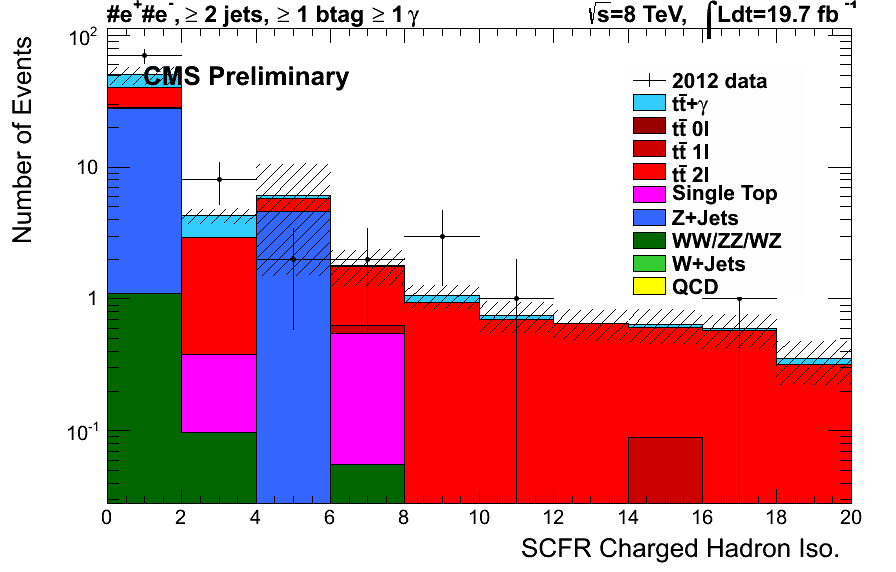 #e⁺#e⁻, ≥ 2 jets, ≥ 1 btag ≥ 1 γ
√s=8 TeV, ∫Ldt=19.7 fb⁻¹
CMS Preliminary
2012 data
tt̄+γ
tt̄ 0l
tt̄ 1l
tt̄ 2l
Single Top
Z+Jets
WW/ZZ/WZ
W+Jets
QCD
Number of Events
10²
10
1
10⁻¹
0 2 4 6 8 10 12 14 16 18 20
SCFR Charged Hadron Iso.